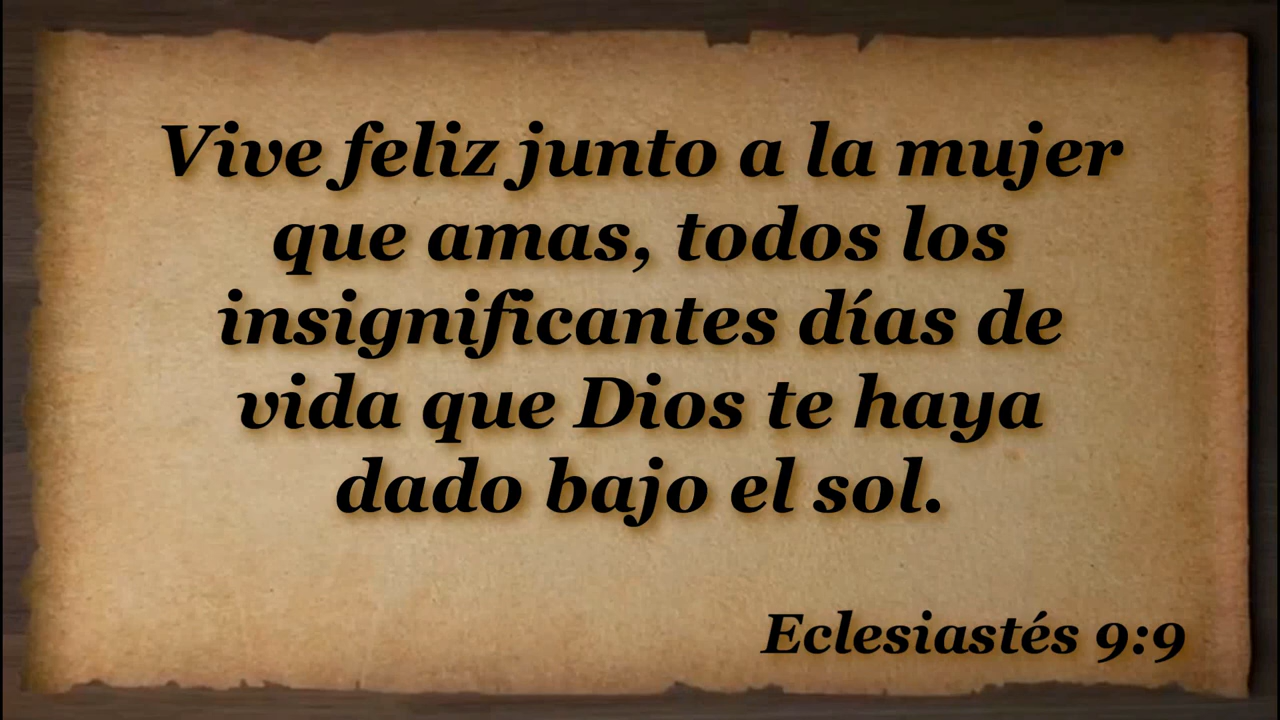 Vive feliz junto a la mujer
que amas, todos los
insignificantes días de
vida que Dios te haya
dado bajo el sol.
Eclesiastés 9:9